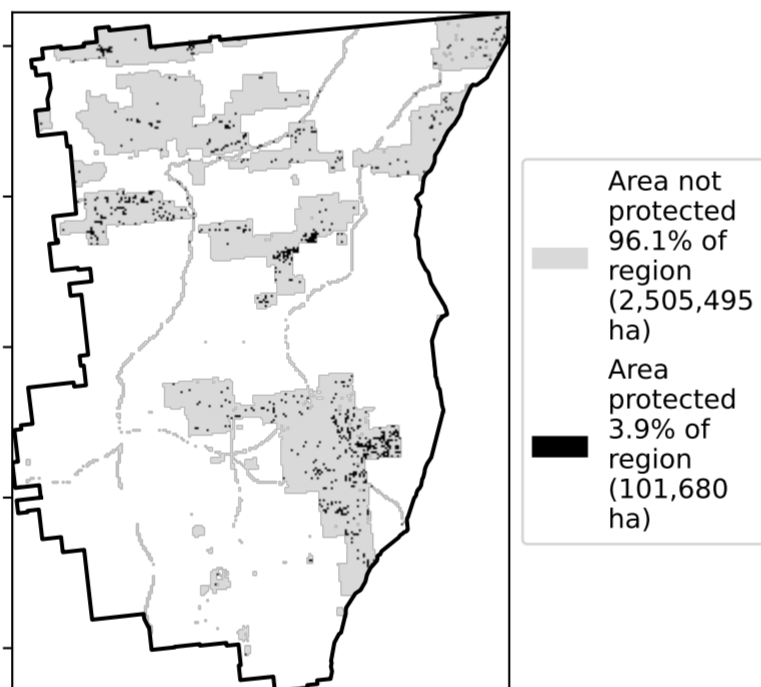 Area not
protected
96.1% of
region
(2,505,495
ha)
Area
protected
3.9% of
region
(101,680
ha)